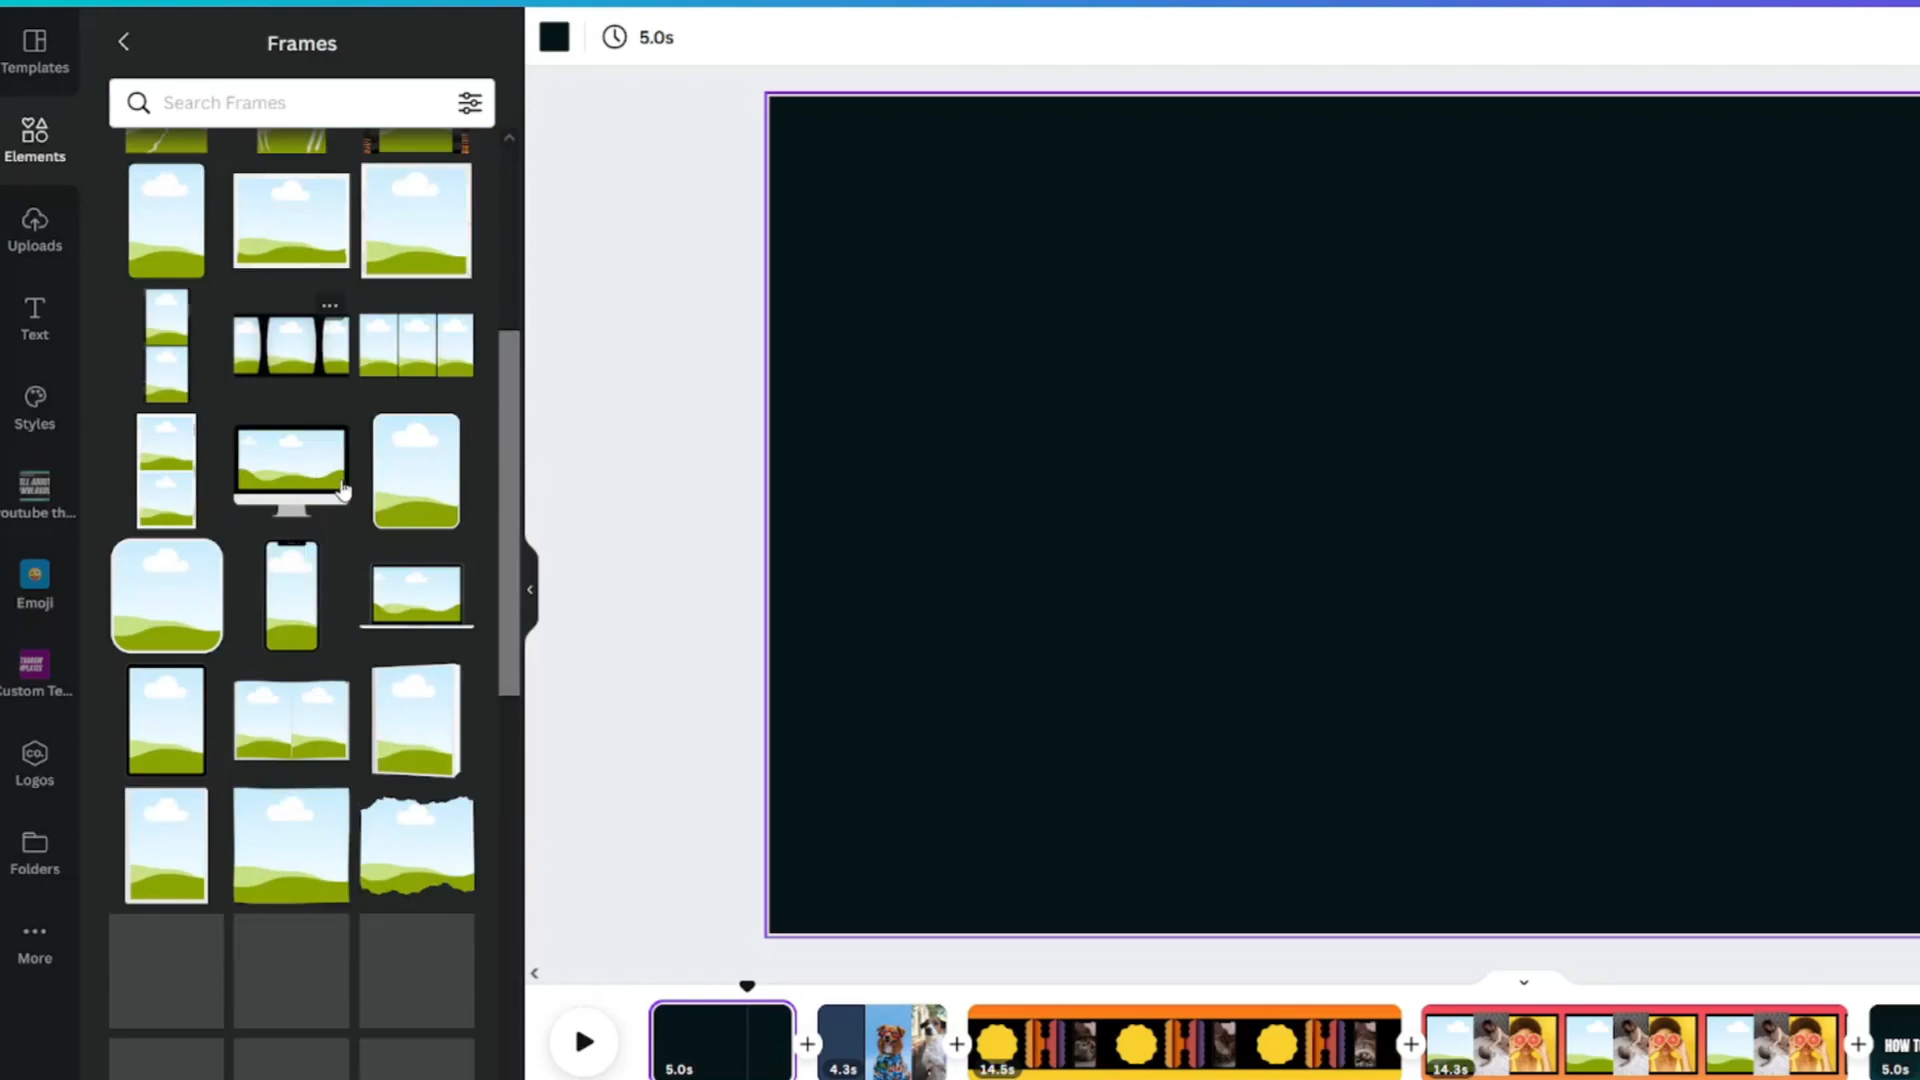 Templates
Elements
Uploads
Text
Styles
outube th...
Emoji
Custom Te...
Logos
Folders
More
Frames
Search Frames
CO.
5.0s
5.0s
4.3s
14.5s
14.3s
HOW T
5.0s